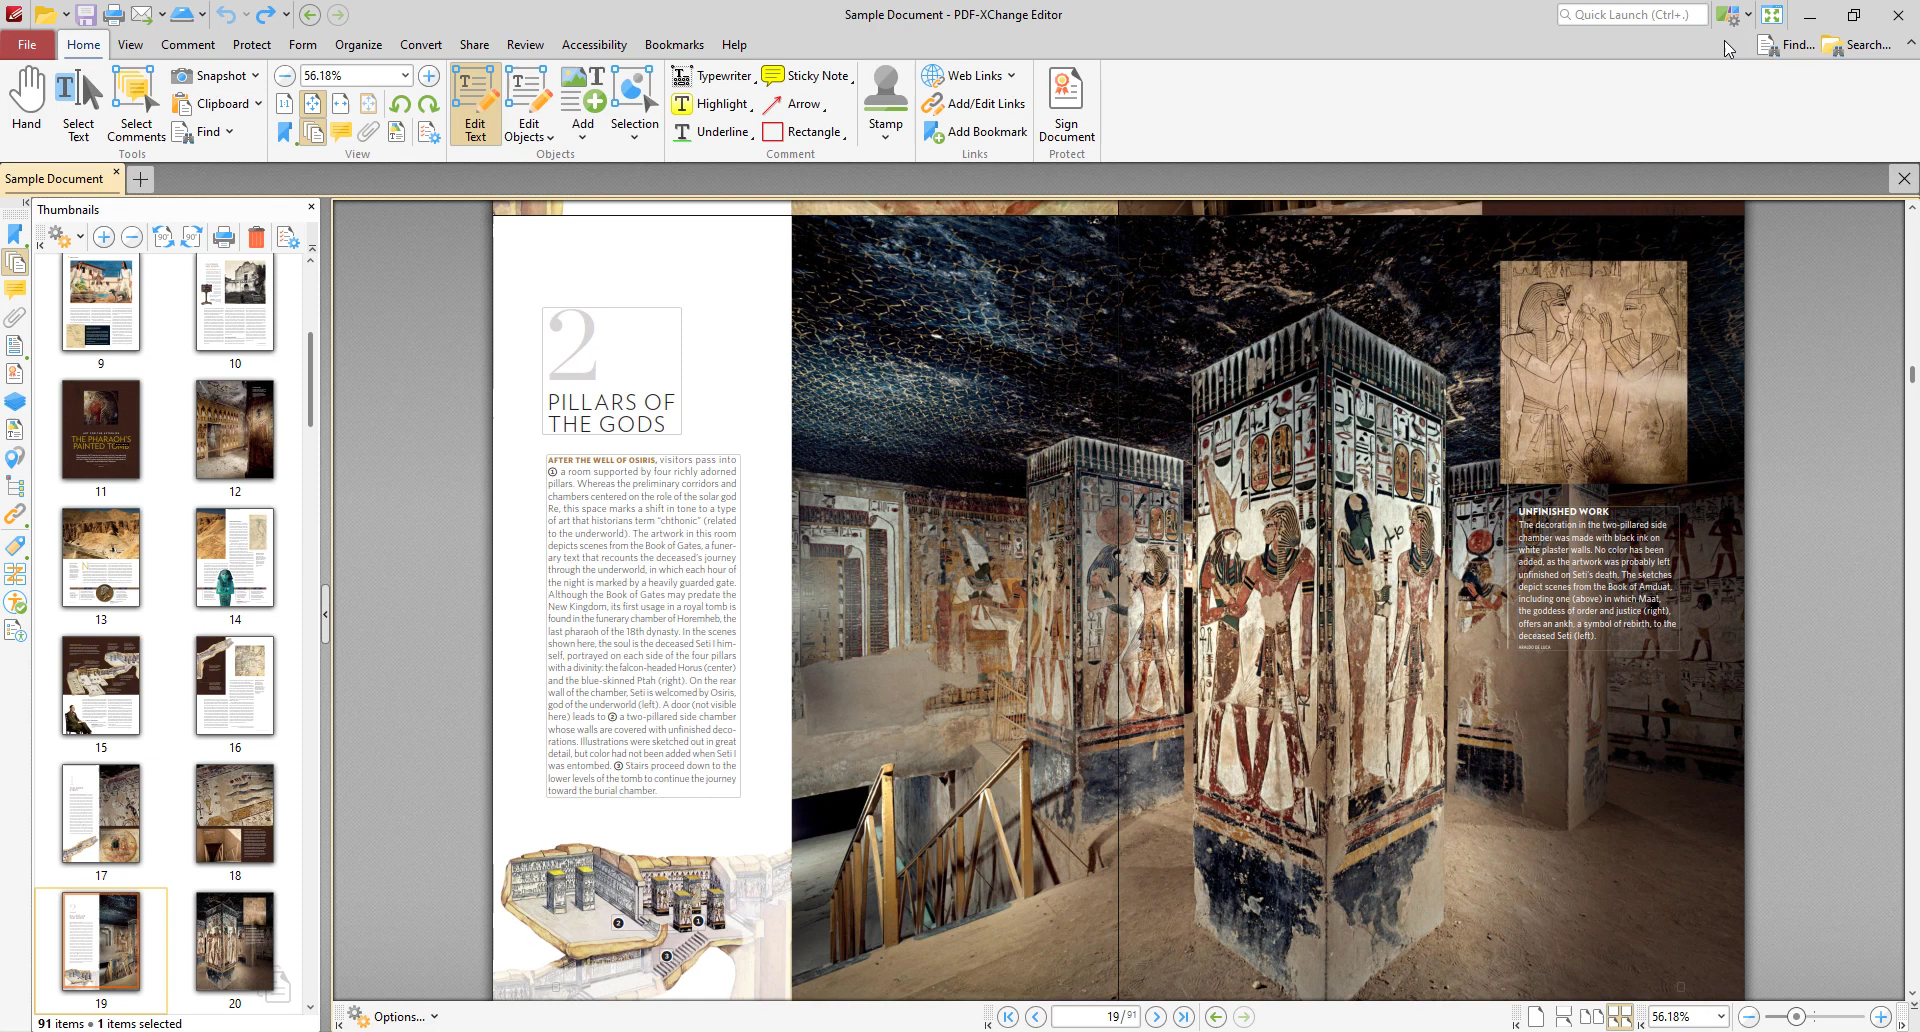 Sample Document - PDF-XChange Editor
Quick Launch (Ctrl+.)
File
Home
View
Comment
Protect
Form
Organize
Convert
Share
Review
Accessibility
Bookmarks
Help
Find...
Search...
Hand
Select
Text
Select
Comments
Snapshot
Clipboard
Find
Tools
56.18%
1:1
View
Edit
Text
Edit
Objects
Add
Selection
Objects
Typewriter
Highlight
Underline
Sticky Note
Arrow
Rectangle
Stamp
Comment
Web Links
Add/Edit Links
Add Bookmark
Links
Sign
Document
Protect
Sample Document
Thumbnails
90°
90°
9
10
THE PHARAOH'S
PAINTED TOMB
11
12
13
14
15
16
17
18
19
20
91 items • 1 items selected
2
PILLARS OF
THE GODS
AFTER THE WELL OF OSIRIS, visitors pass into
① a room supported by four richly adorned
pillars. Whereas the preliminary corridors and
chambers centered on the role of the solar god
Re, this space marks a shift in tone to a type
of art that historians term "chthonic" (related
to the underworld). The artwork in this room
depicts scenes from the Book of Gates, a funer-
ary text that recounts the deceased's journey
through the underworld, in which each hour of
the night is marked by a heavily guarded gate.
Although the Book of Gates may predate the
New Kingdom, its first usage in a royal tomb is
found in the funerary chamber of Horemheb, the
last pharaoh of the 18th dynasty. In the scenes
shown here, the soul is the deceased Seti I him-
self, portrayed on each side of the four pillars
with a divinity: the falcon-headed Horus (center)
and the blue-skinned Ptah (right). On the rear
wall of the chamber, Seti is welcomed by Osiris,
god of the underworld (left). A door (not visible
here) leads to ② a two-pillared side chamber
whose walls are covered with unfinished deco-
rations. Illustrations were sketched out in great
detail, but color had not been added when Seti I
was entombed. ③ Stairs proceed down to the
lower levels of the tomb to continue the journey
toward the burial chamber.
2
1
3
UNFINISHED WORK
The decoration in the two-pillared side
chamber was made with black ink on
white plaster walls. No color has been
added, as the artwork was probably left
unfinished on Seti's death. The sketches
depict scenes from the Book of Amduat,
including one (above) in which Maat,
the goddess of order and justice (right),
offers an ankh, a symbol of rebirth, to the
deceased Seti (left).
ARALDO DE LUCA
Options...
19 / 91
56.18%